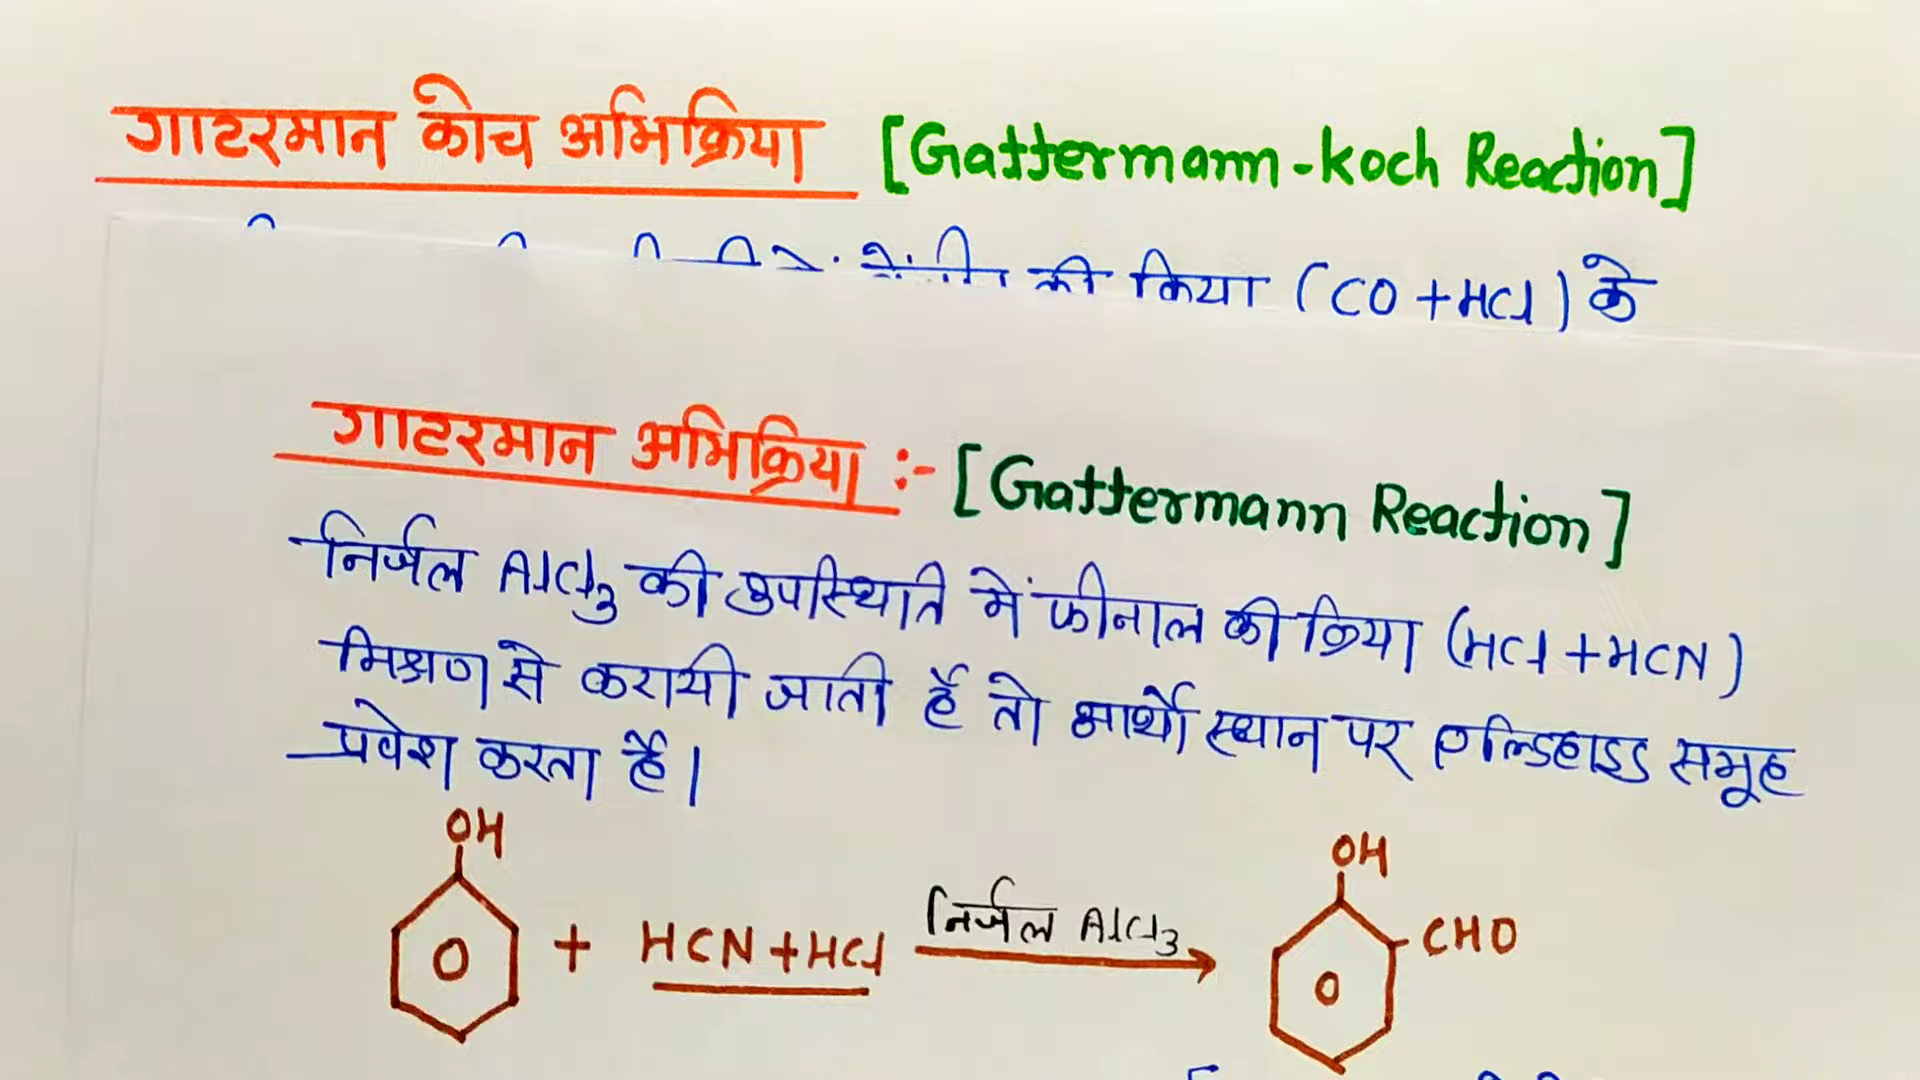 गाटरमान कोच अभिक्रिया [Gattermann-Koch Reaction]
की क्रिया (CO + HCl) के
गाटरमान अभिक्रिया :- [Gattermann Reaction]
निर्जल AlCl3 की उपस्थिति में फीनाल की क्रिया (HCl + HCN)
मिश्रण से करायी जाती है तो आर्थो स्थान पर एल्डिहाइड समूह
प्रवेश करता है।
OH
OH
निर्जल AlCl3
+ HCN + HCl
CHO